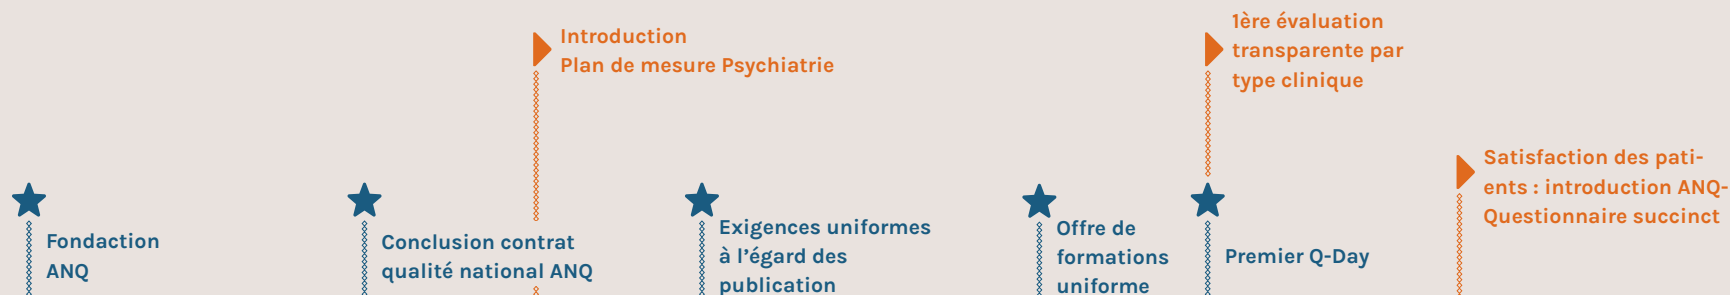 Introduction
Plan de mesure Psychiatrie
1ère évaluation
transparente par
type clinique
Satisfaction des pati-
ents : introduction ANQ-
Questionnaire succinct
Fondaction
ANQ
Conclusion contrat
qualité national ANQ
Exigences uniformes
à l’égard des
publication
Offre de
formations
uniforme
Premier Q-Day